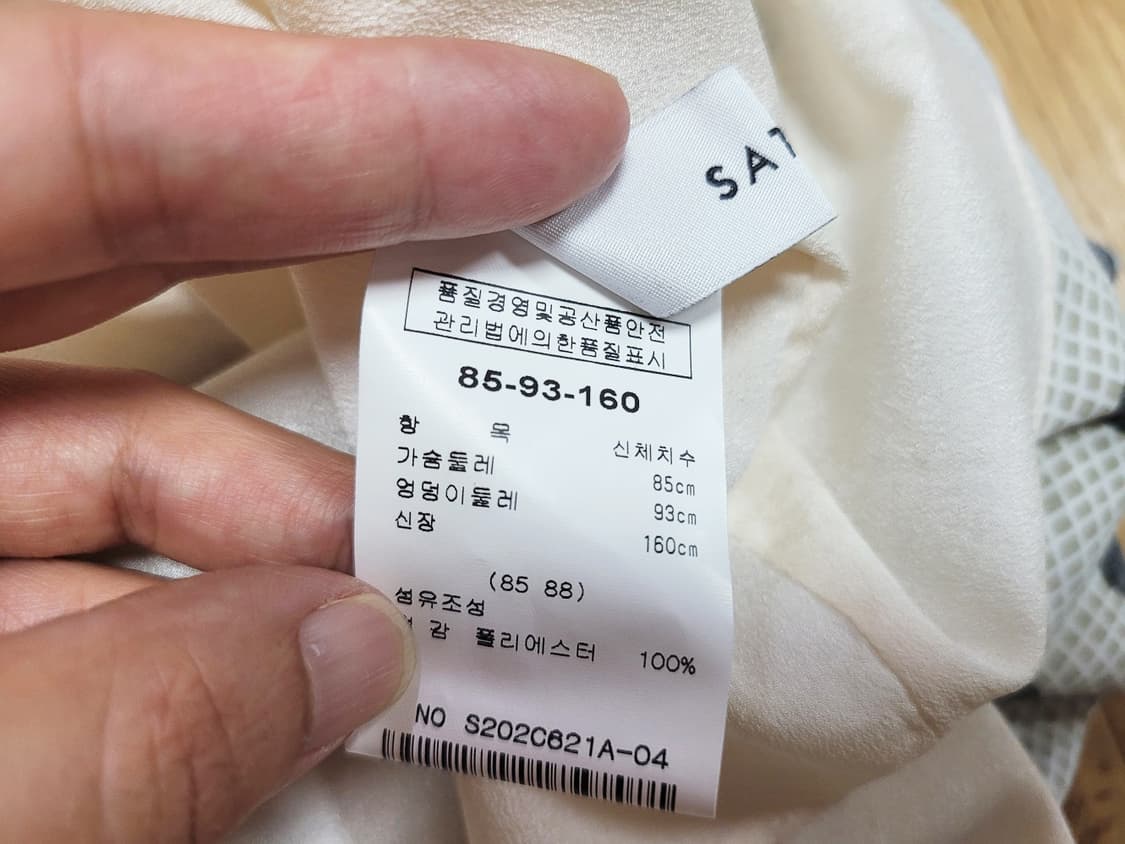 SAT
품질경영및공산품안전
관리법에의한품질표시
85-93-160
항 목 신체치수
가슴둘레 85cm
엉덩이둘레 93cm
신장 160cm
(85 88)
섬유조성
감 폴리에스터 100%
NO S202C621A-04